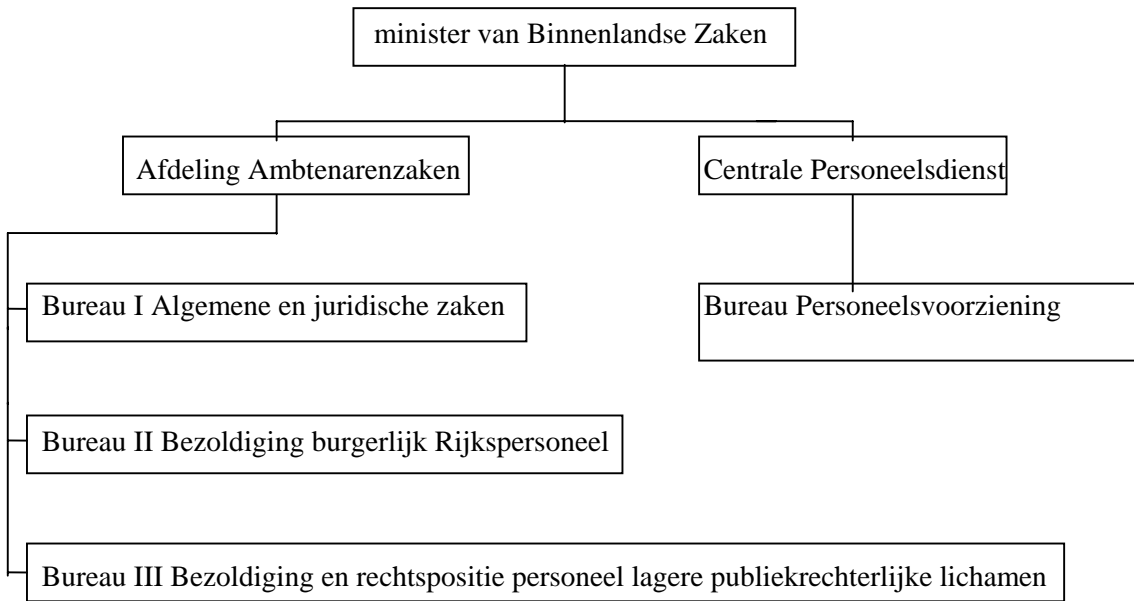 minister van Binnenlandse Zaken
Afdeling Ambtenarenzaken
Centrale Personeelsdienst
Bureau I Algemene en juridische zaken
Bureau Personeelsvoorziening
Bureau II Bezoldiging burgerlijk Rijkspersoneel
Bureau III Bezoldiging en rechtspositie personeel lagere publiekrechterlijke lichamen